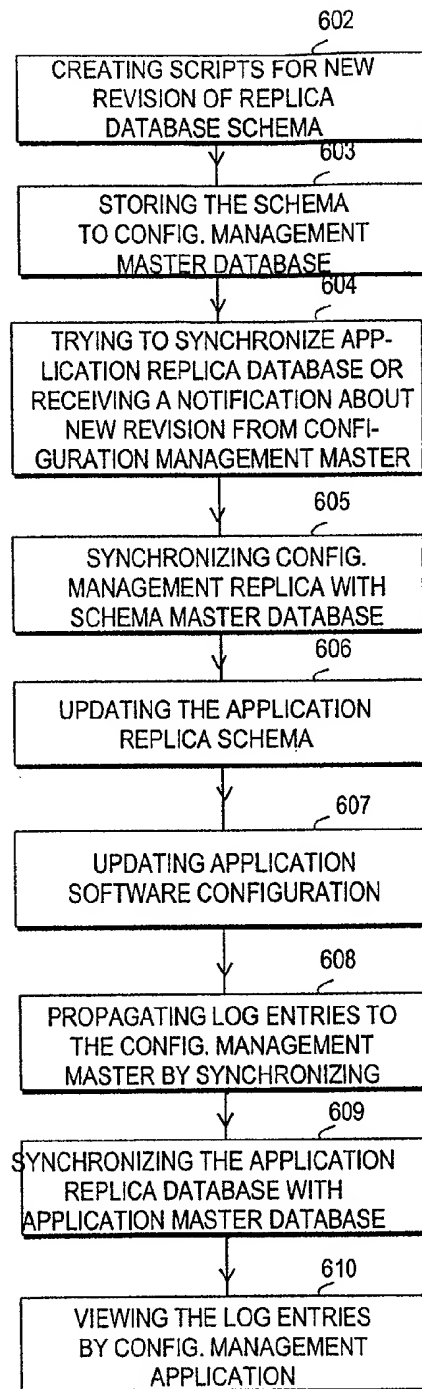 602
CREATING SCRIPTS FOR NEW
REVISION OF REPLICA
DATABASE SCHEMA
603
STORING THE SCHEMA
TO CONFIG. MANAGEMENT
MASTER DATABASE
604
TRYING TO SYNCHRONIZE APP-
LICATION REPLICA DATABASE OR
RECEIVING A NOTIFICATION ABOUT
NEW REVISION FROM CONFI-
GURATION MANAGEMENT MASTER
605
SYNCHRONIZING CONFIG.
MANAGEMENT REPLICA WITH
SCHEMA MASTER DATABASE
606
UPDATING THE APPLICATION
REPLICA SCHEMA
607
UPDATING APPLICATION
SOFTWARE CONFIGURATION
608
PROPAGATING LOG ENTRIES TO
THE CONFIG. MANAGEMENT
MASTER BY SYNCHRONIZING
609
SYNCHRONIZING THE APPLICATION
REPLICA DATABASE WITH
APPLICATION MASTER DATABASE
610
VIEWING THE LOG ENTRIES
BY CONFIG. MANAGEMENT
APPLICATION